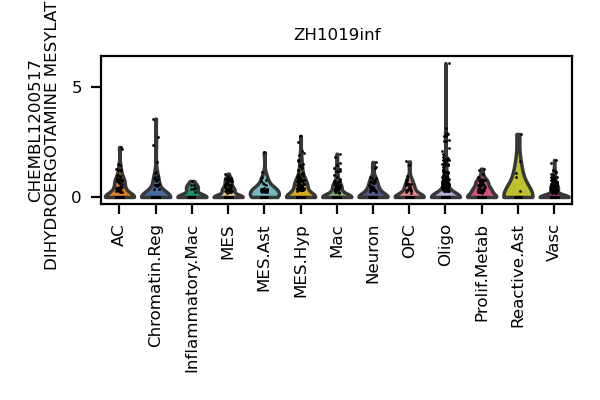 ZH1019inf
CHEMBL1200517
DIHYDROERGOTAMINE MESYLAT
5
0
AC
Chromatin.Reg
Inflammatory.Mac
MES
MES.Ast
MES.Hyp
Mac
Neuron
OPC
Oligo
Prolif.Metab
Reactive.Ast
Vasc